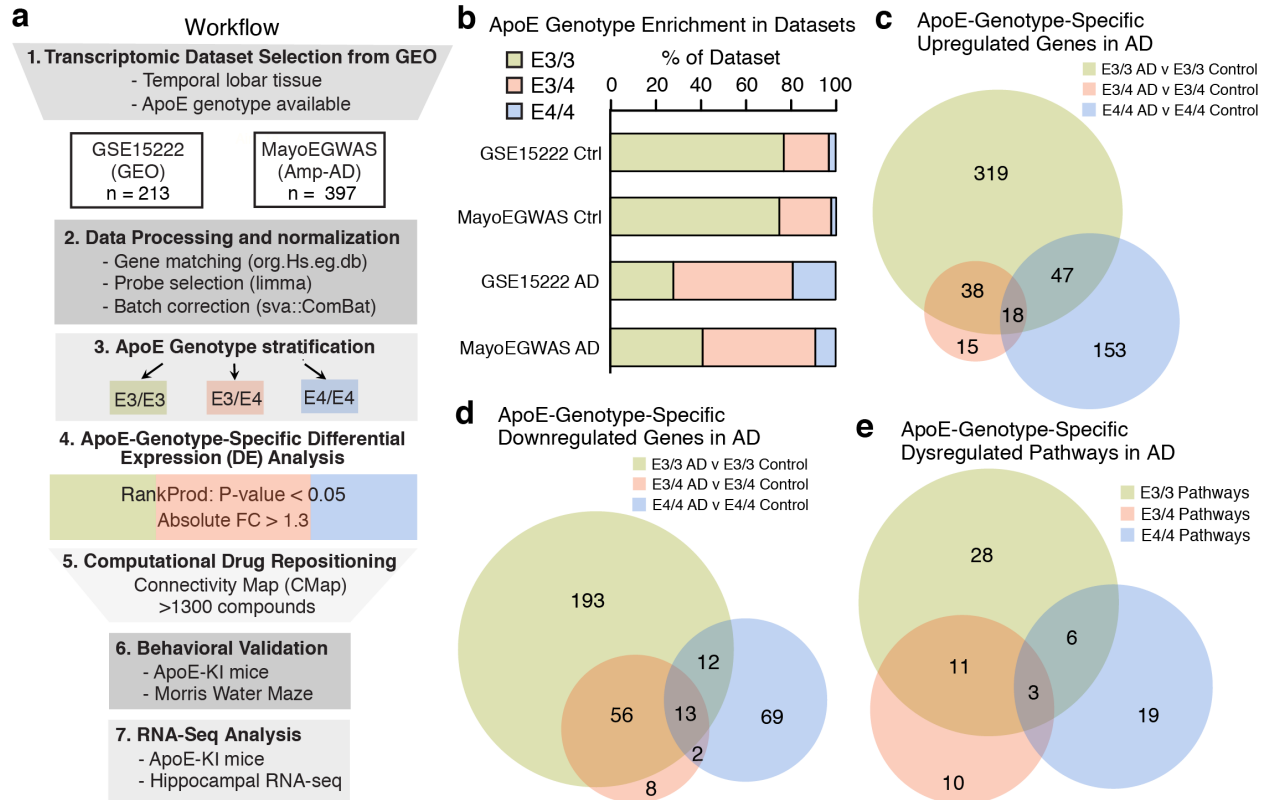 a
Workflow
1. Transcriptomic Dataset Selection from GEO
- Temporal lobar tissue
- ApoE genotype available
GSE15222
(GEO)
n = 213
MayoEGWAS
(Amp-AD)
n = 397
2. Data Processing and normalization
- Gene matching (org.Hs.eg.db)
- Probe selection (limma)
- Batch correction (sva::ComBat)
3. ApoE Genotype stratification
E3/E3
E3/E4
E4/E4
4. ApoE-Genotype-Specific Differential
Expression (DE) Analysis
RankProd: P-value < 0.05
Absolute FC > 1.3
5. Computational Drug Repositioning
Connectivity Map (CMap)
>1300 compounds
6. Behavioral Validation
- ApoE-KI mice
- Morris Water Maze
7. RNA-Seq Analysis
- ApoE-KI mice
- Hippocampal RNA-seq
b
ApoE Genotype Enrichment in Datasets
E3/3
E3/4
E4/4
% of Dataset
0 20 40 60 80 100
GSE15222 Ctrl
MayoEGWAS Ctrl
GSE15222 AD
MayoEGWAS AD
c
ApoE-Genotype-Specific
Upregulated Genes in AD
E3/3 AD v E3/3 Control
E3/4 AD v E3/4 Control
E4/4 AD v E4/4 Control
319
47
38
18
15
153
d
ApoE-Genotype-Specific
Downregulated Genes in AD
E3/3 AD v E3/3 Control
E3/4 AD v E3/4 Control
E4/4 AD v E4/4 Control
193
12
56
13
69
2
8
e
ApoE-Genotype-Specific
Dysregulated Pathways in AD
E3/3 Pathways
E3/4 Pathways
E4/4 Pathways
28
6
11
3
19
10